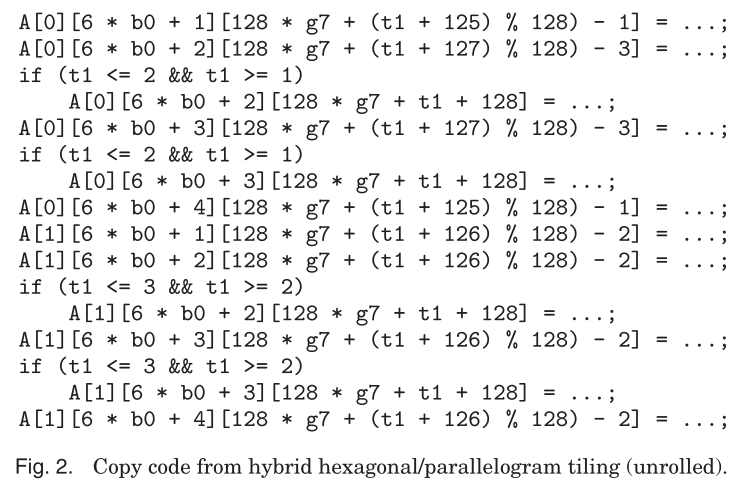 A[0][6 * b0 + 1][128 * g7 + (t1 + 125) % 128) - 1] = ...;
A[0][6 * b0 + 2][128 * g7 + (t1 + 127) % 128) - 3] = ...;
if (t1 <= 2 && t1 >= 1)
    A[0][6 * b0 + 2][128 * g7 + t1 + 128] = ...;
A[0][6 * b0 + 3][128 * g7 + (t1 + 127) % 128) - 3] = ...;
if (t1 <= 2 && t1 >= 1)
    A[0][6 * b0 + 3][128 * g7 + t1 + 128] = ...;
A[0][6 * b0 + 4][128 * g7 + (t1 + 125) % 128) - 1] = ...;
A[1][6 * b0 + 1][128 * g7 + (t1 + 126) % 128) - 2] = ...;
A[1][6 * b0 + 2][128 * g7 + (t1 + 126) % 128) - 2] = ...;
if (t1 <= 3 && t1 >= 2)
    A[1][6 * b0 + 2][128 * g7 + t1 + 128] = ...;
A[1][6 * b0 + 3][128 * g7 + (t1 + 126) % 128) - 2] = ...;
if (t1 <= 3 && t1 >= 2)
    A[1][6 * b0 + 3][128 * g7 + t1 + 128] = ...;
A[1][6 * b0 + 4][128 * g7 + (t1 + 126) % 128) - 2] = ...;
Fig. 2. Copy code from hybrid hexagonal/parallelogram tiling (unrolled).